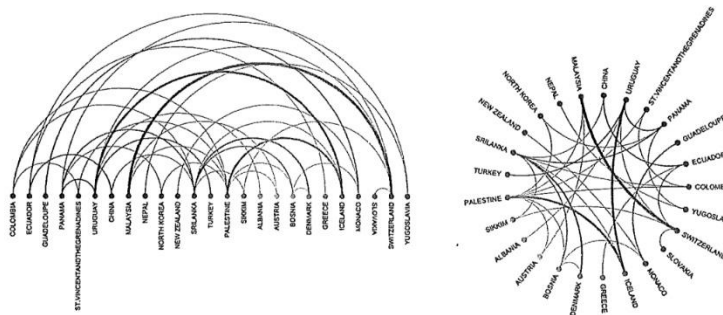 COLOMBIA
ECUADOR
GUADELOUPE
PANAMA
ST.VINCENTANDTHEGRENADINES
URUGUAY
CHINA
MALAYSIA
NEPAL
NORTH KOREA
NEW ZEALAND
SRILANKA
TURKEY
PALESTINE
SIKKIM
ALBANIA
AUSTRIA
BOSNIA
DENMARK
GREECE
ICELAND
MONACO
SLOVAKIA
SWITZERLAND
YUGOSLAVIA
ST.VINCENTANDTHEGRENADINES
URUGUAY
CHINA
MALAYSIA
NEPAL
NORTH KOREA
NEW ZEALAND
SRILANKA
TURKEY
PALESTINE
SIKKIM
ALBANIA
AUSTRIA
BOSNIA
DENMARK
GREECE
ICELAND
MONACO
SLOVAKIA
SWITZERLAND
YUGOSLA
COLOM
ECUADOR
GUADELOUPE
PANAMA